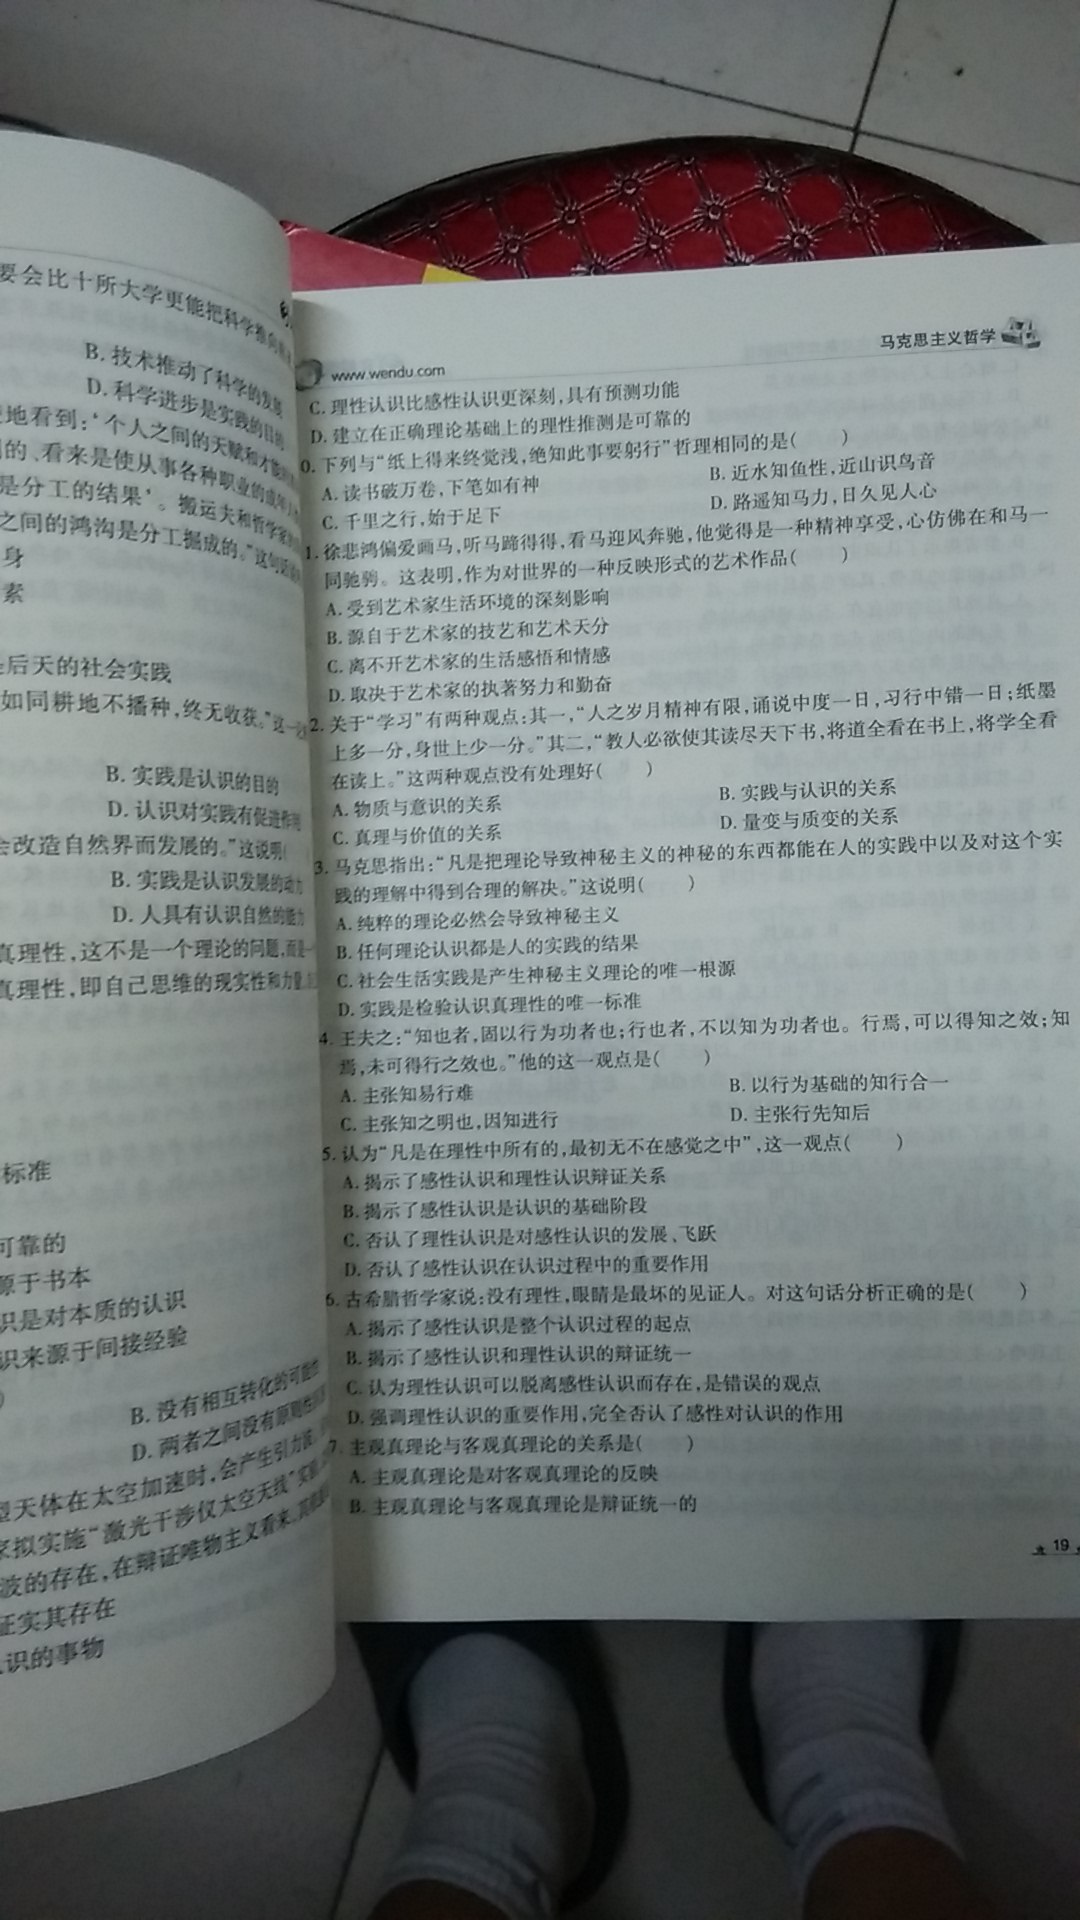 要会比十所大学更能把科学推向
B. 技术推动了科学的发展
D. 科学进步是实践的目的
地看到：‘个人之间的天赋和才能
的、看来是使从事各种职业的成年
是分工的结果’。搬运夫和哲学家
之间的鸿沟是分工掘成的。”这句
身
素
后天的社会实践
如同耕地不播种，终无收获。”这一
B. 实践是认识的目的
D. 认识对实践有促进作用
会改造自然界而发展的。”这说明(
B. 实践是认识发展的动力
D. 人具有认识自然的能力
真理性，这不是一个理论的问题，而是一
真理性，即自己思维的现实性和力量，
标准
可靠的
源于书本
识是对本质的认识
识来源于间接经验
)
B. 没有相互转化的可能性
D. 两者之间没有原则性
型天体在太空加速时，会产生引力波，
家拟实施“激光干涉仪太空天线”实验，
波的存在，在辩证唯物主义看来，
证实其存在
识的事物
马克思主义哲学
www.wendu.com
C. 理性认识比感性认识更深刻，具有预测功能
D. 建立在正确理论基础上的理性推测是可靠的
0. 下列与“纸上得来终觉浅，绝知此事要躬行”哲理相同的是(　　)
A. 读书破万卷，下笔如有神　　B. 近水知鱼性，近山识鸟音
C. 千里之行，始于足下　　D. 路遥知马力，日久见人心
1. 徐悲鸿偏爱画马，听马蹄得得，看马迎风奔驰，他觉得是一种精神享受，心仿佛在和马一
同驰驹。这表明，作为对世界的一种反映形式的艺术作品(　　)
A. 受到艺术家生活环境的深刻影响
B. 源自于艺术家的技艺和艺术天分
C. 离不开艺术家的生活感悟和情感
D. 取决于艺术家的执著努力和勤奋
2. 关于“学习”有两种观点：其一，“人之岁月精神有限，诵说中度一日，习行中错一日；纸墨
上多一分，身世上少一分。”其二，“教人必欲使其读尽天下书，将道全看在书上，将学全看
在读上。”这两种观点没有处理好(　　)
A. 物质与意识的关系　　B. 实践与认识的关系
C. 真理与价值的关系　　D. 量变与质变的关系
3. 马克思指出：“凡是把理论导致神秘主义的神秘的东西都能在人的实践中以及对这个实
践的理解中得到合理的解决。”这说明(　　)
A. 纯粹的理论必然会导致神秘主义
B. 任何理论认识都是人的实践的结果
C. 社会生活实践是产生神秘主义理论的唯一根源
D. 实践是检验认识真理性的唯一标准
4. 王夫之：“知也者，固以行为功者也；行也者，不以知为功者也。行焉，可以得知之效；知
焉，未可得行之效也。”他的这一观点是(　　)
A. 主张知易行难　　B. 以行为基础的知行合一
C. 主张知之明也，因知进行　　D. 主张行先知后
5. 认为“凡是在理性中所有的，最初无不在感觉之中”，这一观点(　　)
A. 揭示了感性认识和理性认识辩证关系
B. 揭示了感性认识是认识的基础阶段
C. 否认了理性认识是对感性认识的发展、飞跃
D. 否认了感性认识在认识过程中的重要作用
6. 古希腊哲学家说：没有理性，眼睛是最坏的见证人。对这句话分析正确的是(　　)
A. 揭示了感性认识是整个认识过程的起点
B. 揭示了感性认识和理性认识的辩证统一
C. 认为理性认识可以脱离感性认识而存在，是错误的观点
D. 强调理性认识的重要作用，完全否认了感性对认识的作用
7. 主观真理论与客观真理论的关系是(　　)
A. 主观真理论是对客观真理论的反映
B. 主观真理论与客观真理论是辩证统一的
19